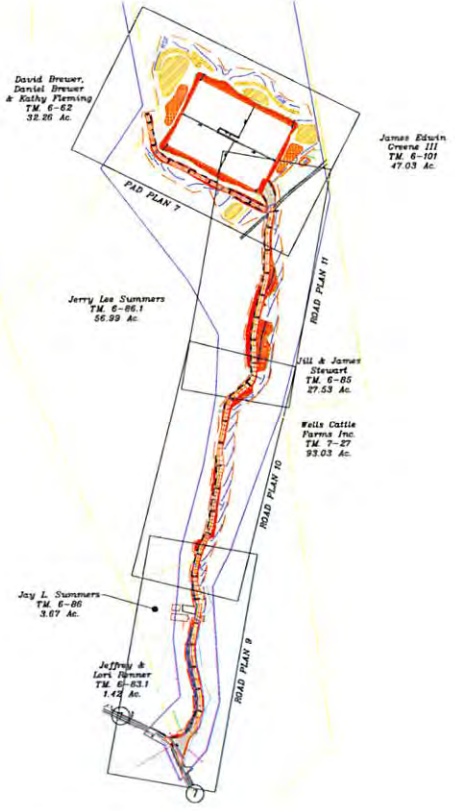 David Brewer,
Daniel Brewer
& Kathy Fleming
TM. 6-62
32.26 Ac.
James Edwin
Greene III
TM. 6-101
47.03 Ac.
PAD PLAN 7
ROAD PLAN 11
Jerry Lee Summers
TM. 6-86.1
56.99 Ac.
Jill & James
Stewart
TM. 6-85
27.53 Ac.
Wells Cattle
Farms Inc.
TM. 7-27
93.03 Ac.
ROAD PLAN 10
Jay L. Summers
TM. 6-86
3.67 Ac.
ROAD PLAN 9
Jeffrey &
Lori
TM. 6-83.1
1.42 Ac.